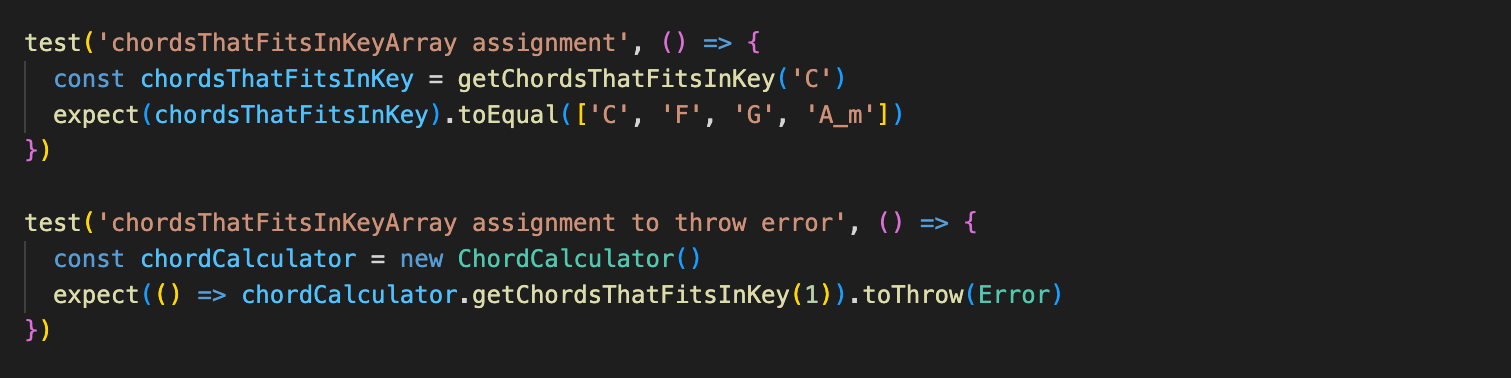 test('chordsThatFitsInKeyArray assignment', () => {
  const chordsThatFitsInKey = getChordsThatFitsInKey('C')
  expect(chordsThatFitsInKey).toEqual(['C', 'F', 'G', 'A_m'])
})

test('chordsThatFitsInKeyArray assignment to throw error', () => {
  const chordCalculator = new ChordCalculator()
  expect(() => chordCalculator.getChordsThatFitsInKey(1)).toThrow(Error)
})